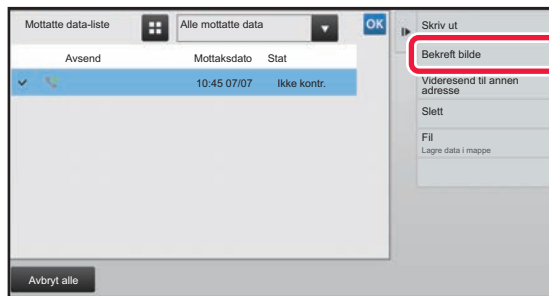 Mottatte data-liste
Alle mottatte data
OK
Avsend Mottaksdato Stat
10:45 07/07 Ikke kontr.
Skriv ut
Bekreft bilde
Videresend til annen
adresse
Slett
Fil
Lagre data i mappe
Avbryt alle